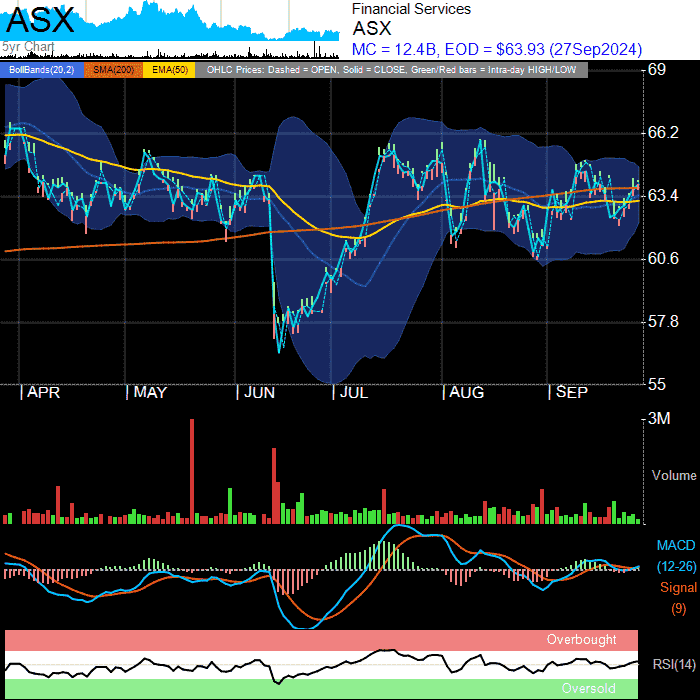 ASX
5yr Chart
Financial Services
ASX
MC = 12.4B, EOD = $63.93 (27Sep2024)
BollBands(20,2) SMA(200) EMA(50) OHLC Prices: Dashed = OPEN, Solid = CLOSE, Green/Red bars = Intra-day HIGH/LOW
69
66.2
63.4
60.6
57.8
55
| APR | MAY | JUN | JUL | AUG | SEP
3M
Volume
MACD
(12-26)
Signal
(9)
Overbought
RSI(14)
Oversold